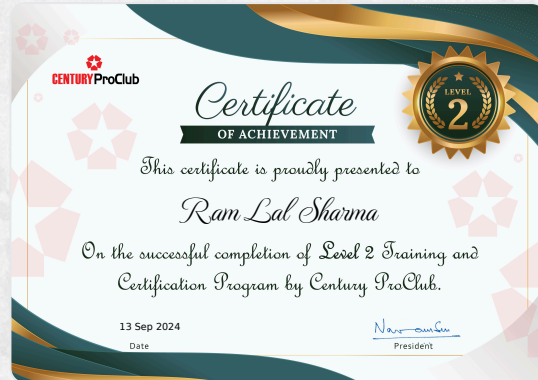 CENTURY ProClub
Certificate
OF ACHIEVEMENT
LEVEL
2
This certificate is proudly presented to
Ram Lal Sharma
On the successful completion of Level 2 Training and
Certification Program by Century ProClub.
13 Sep 2024
Date
President